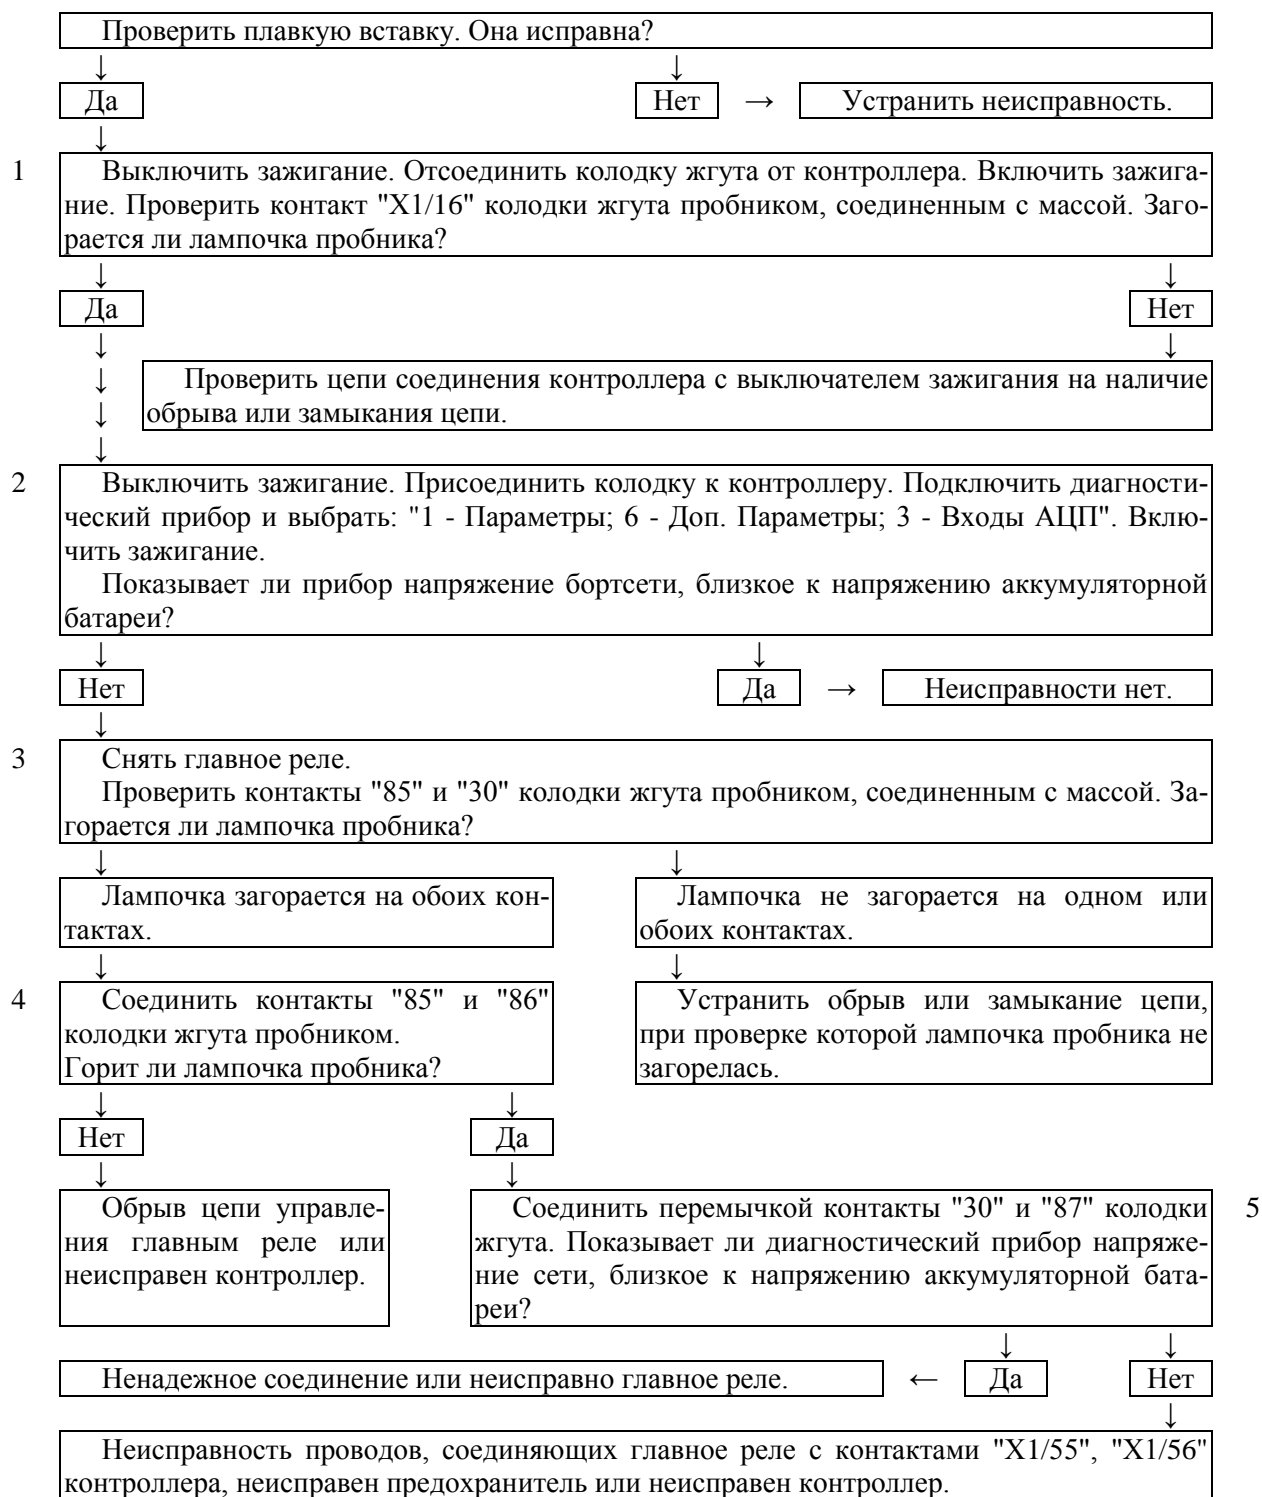 Проверить плавкую вставку. Она исправна?
↓ ↓
Да Нет → Устранить неисправность.
↓
1 Выключить зажигание. Отсоединить колодку жгута от контроллера. Включить зажига-
ние. Проверить контакт "Х1/16" колодки жгута пробником, соединенным с массой. Заго-
рается ли лампочка пробника?
↓ ↓
Да Нет
↓ ↓
↓ Проверить цепи соединения контроллера с выключателем зажигания на наличие
↓ обрыва или замыкания цепи.
↓
2 Выключить зажигание. Присоединить колодку к контроллеру. Подключить диагности-
ческий прибор и выбрать: "1 - Параметры; 6 - Доп. Параметры; 3 - Входы АЦП". Вклю-
чить зажигание.
Показывает ли прибор напряжение бортсети, близкое к напряжению аккумуляторной
батареи?
↓ ↓
Нет Да → Неисправности нет.
↓
3 Снять главное реле.
Проверить контакты "85" и "30" колодки жгута пробником, соединенным с массой. За-
горается ли лампочка пробника?
↓ ↓
Лампочка загорается на обоих кон-
тактах.
Лампочка не загорается на одном или
обоих контактах.
↓ ↓
4 Соединить контакты "85" и "86"
колодки жгута пробником.
Горит ли лампочка пробника?
Устранить обрыв или замыкание цепи,
при проверке которой лампочка пробника не
загорелась.
↓ ↓
Нет Да
↓ ↓
Обрыв цепи управле-
ния главным реле или
неисправен контроллер.
Соединить перемычкой контакты "30" и "87" колодки 5
жгута. Показывает ли диагностический прибор напряже-
ние сети, близкое к напряжению аккумуляторной бата-
реи?
↓ ↓
Ненадежное соединение или неисправно главное реле. ← Да Нет
↓
Неисправность проводов, соединяющих главное реле с контактами "Х1/55", "Х1/56"
контроллера, неисправен предохранитель или неисправен контроллер.